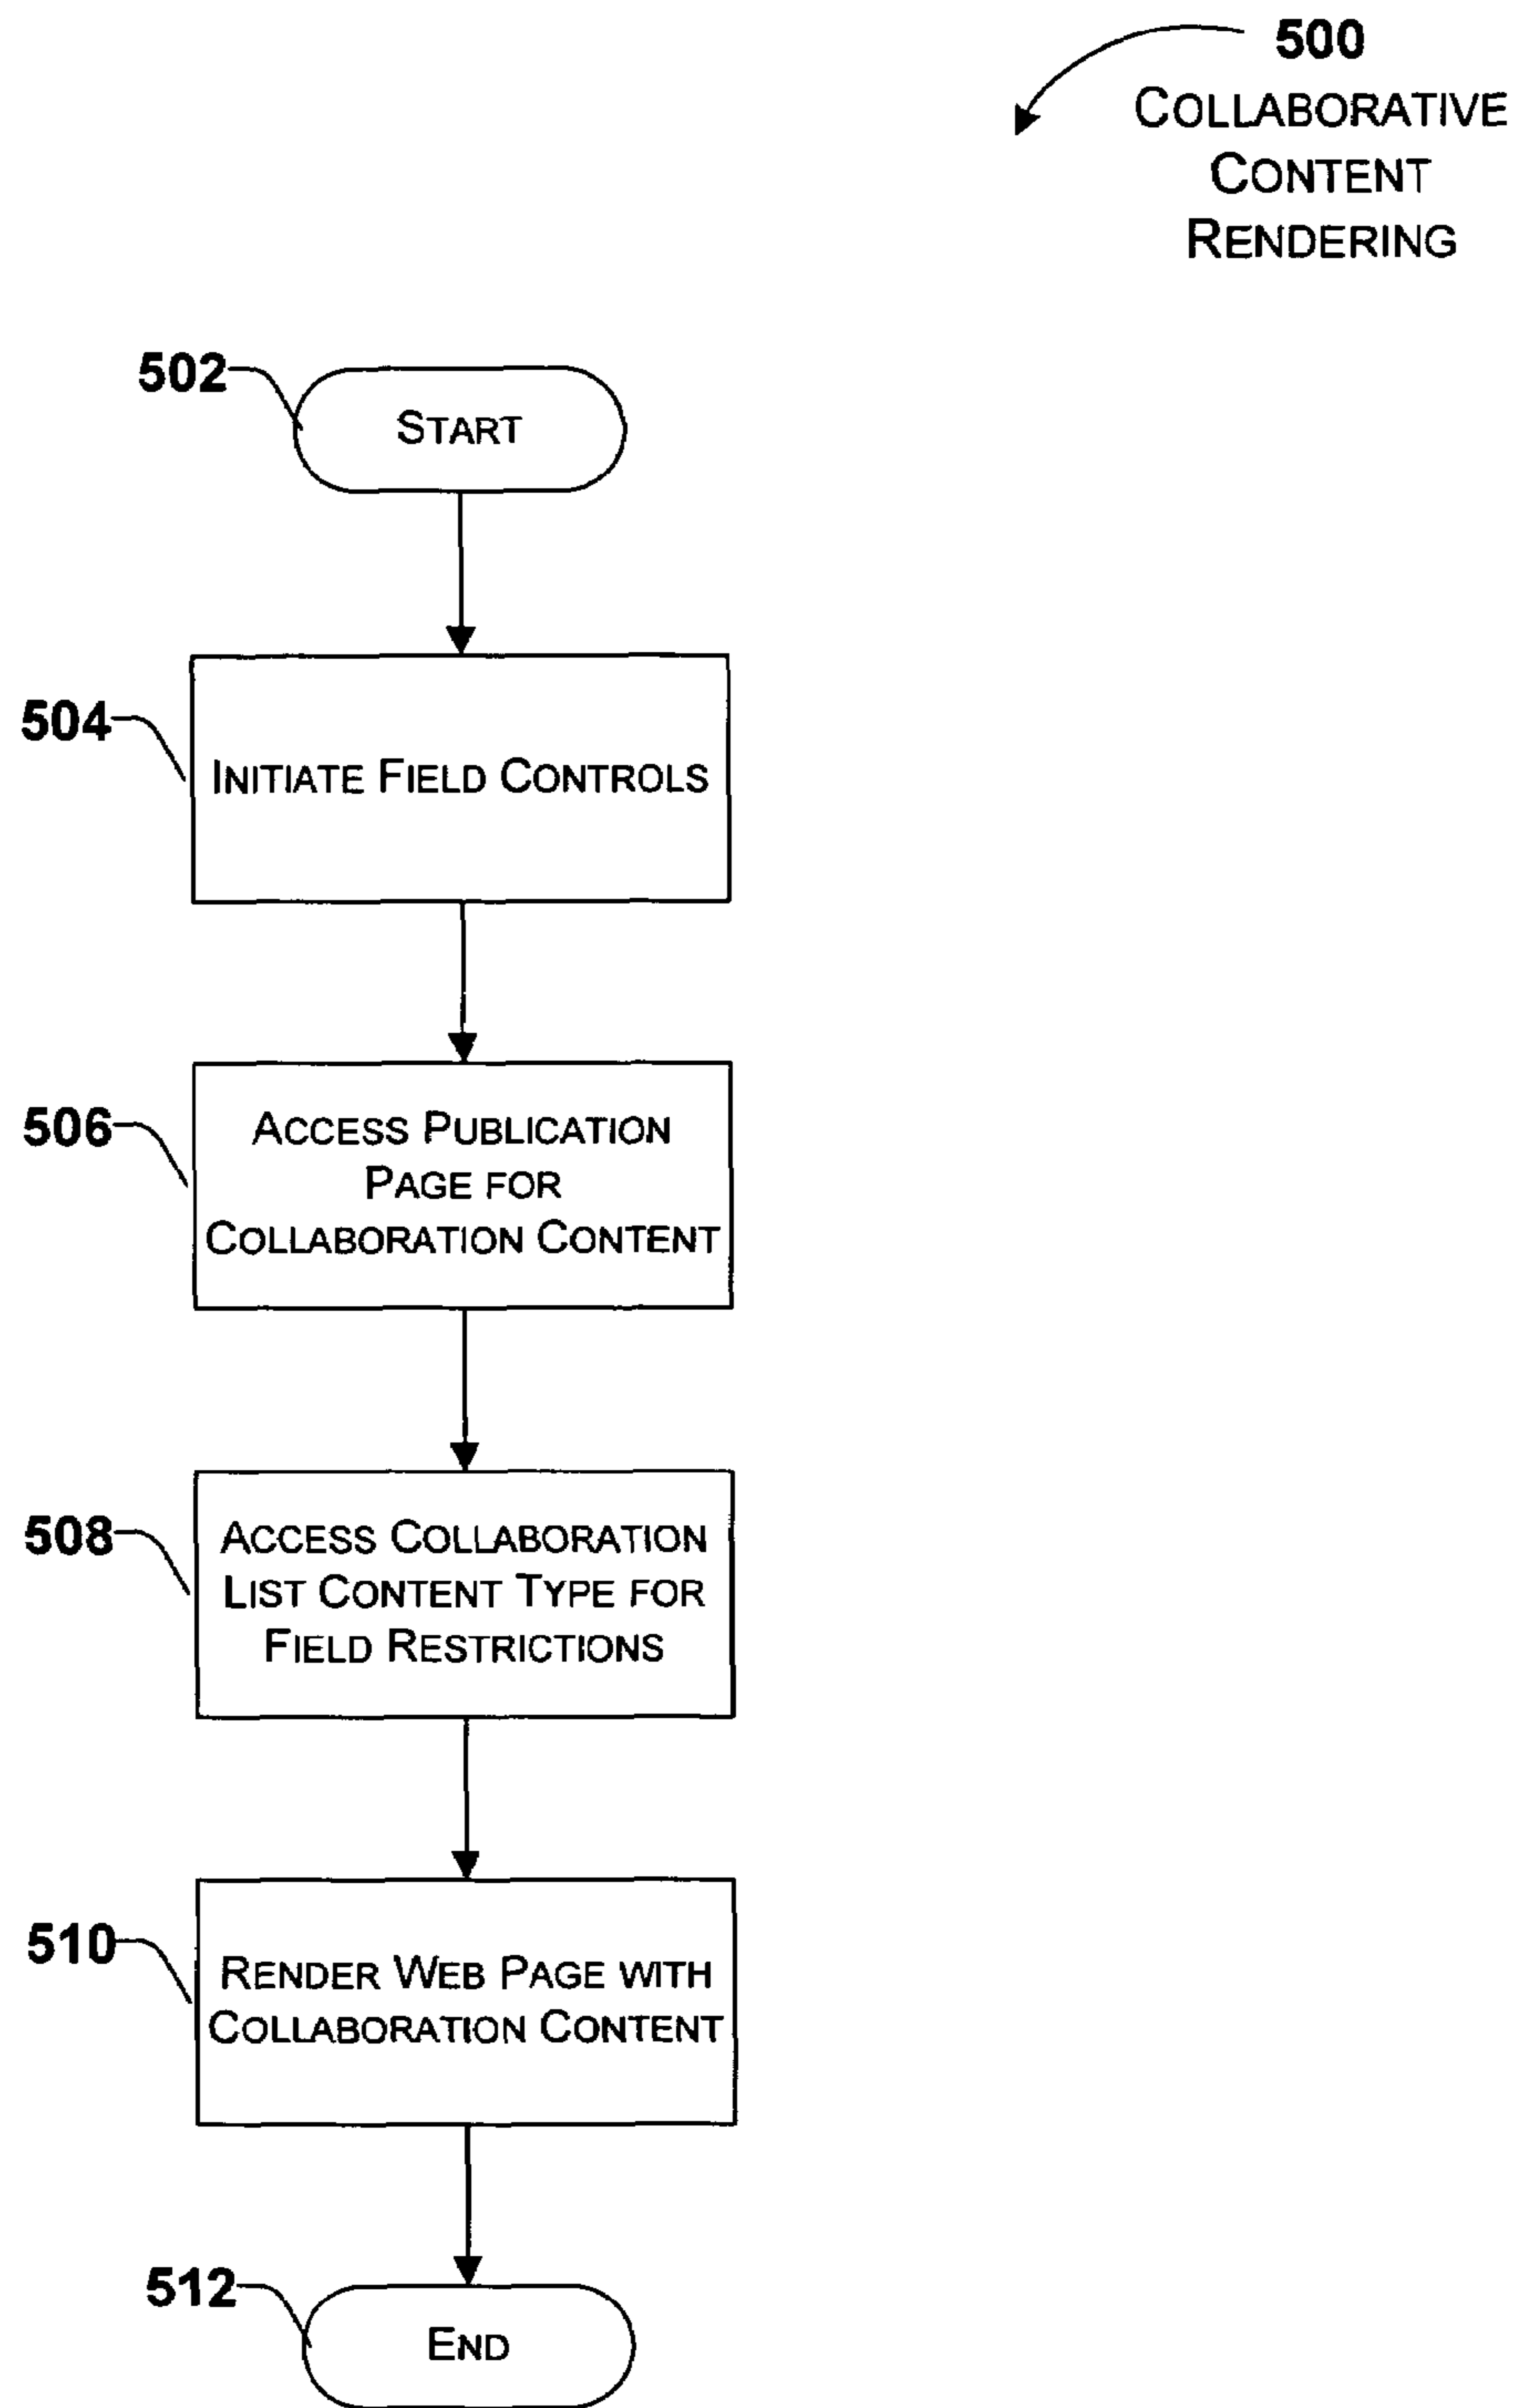 500
COLLABORATIVE
CONTENT
RENDERING
502
START
504
INITIATE FIELD CONTROLS
506
ACCESS PUBLICATION
PAGE FOR
COLLABORATION CONTENT
508
ACCESS COLLABORATION
LIST CONTENT TYPE FOR
FIELD RESTRICTIONS
510
RENDER WEB PAGE WITH
COLLABORATION CONTENT
512
END